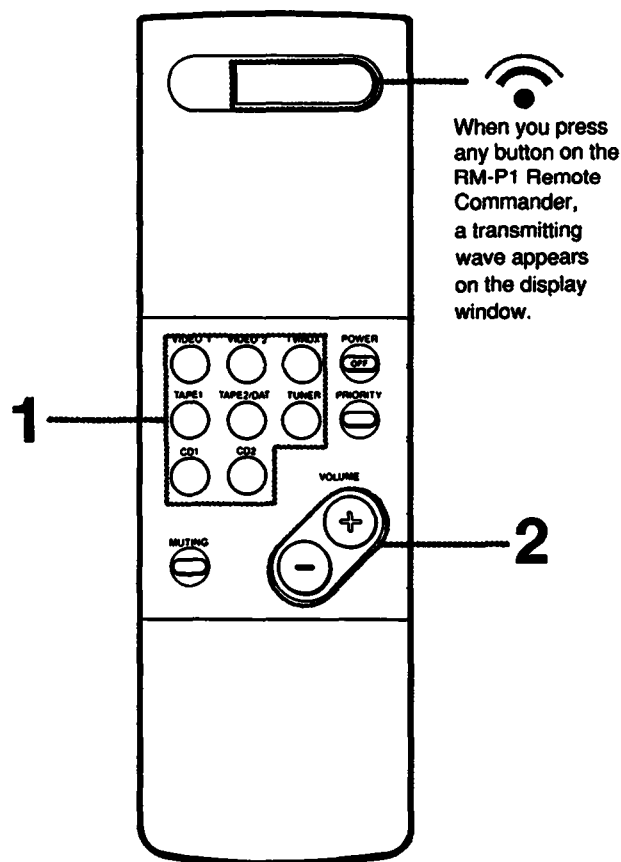 When you press
any button on the
RM-P1 Remote
Commander,
a transmitting
wave appears
on the display
window.
VIDEO 1 VIDEO 2 POWER
OFF
TAPE1 TAPE2/DAT TUNER PRIORITY
1
CD1 CD2
VOLUME
+
2
MUTING
−